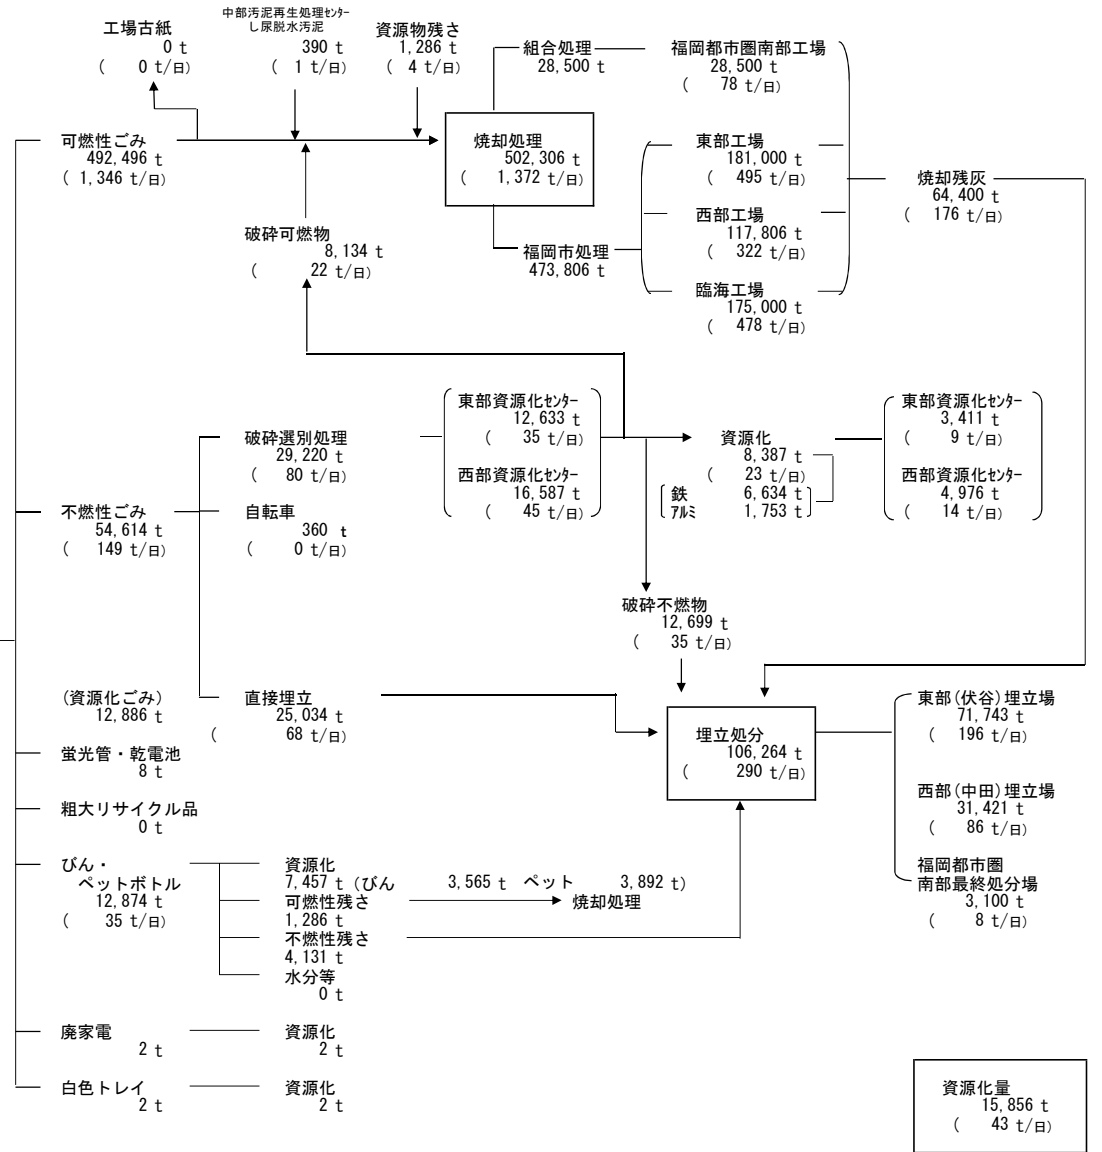 工場古紙
0 t
( 0 t/日)
中部汚泥再生処理ｾﾝﾀｰ
し尿脱水汚泥
390 t
( 1 t/日)
資源物残さ
1,286 t
( 4 t/日)
組合処理
28,500 t
福岡都市圏南部工場
28,500 t
( 78 t/日)
可燃性ごみ
492,496 t
( 1,346 t/日)
焼却処理
502,306 t
( 1,372 t/日)
東部工場
181,000 t
( 495 t/日)
西部工場
117,806 t
( 322 t/日)
臨海工場
175,000 t
( 478 t/日)
焼却残灰
64,400 t
( 176 t/日)
破砕可燃物
8,134 t
( 22 t/日)
福岡市処理
473,806 t
破砕選別処理
29,220 t
( 80 t/日)
東部資源化ｾﾝﾀｰ
12,633 t
( 35 t/日)
西部資源化ｾﾝﾀｰ
16,587 t
( 45 t/日)
資源化
8,387 t
( 23 t/日)
鉄 6,634 t
ｱﾙﾐ 1,753 t
東部資源化ｾﾝﾀｰ
3,411 t
( 9 t/日)
西部資源化ｾﾝﾀｰ
4,976 t
( 14 t/日)
不燃性ごみ
54,614 t
( 149 t/日)
自転車
360 t
( 0 t/日)
破砕不燃物
12,699 t
( 35 t/日)
(資源化ごみ)
12,886 t
直接埋立
25,034 t
( 68 t/日)
埋立処分
106,264 t
( 290 t/日)
東部(伏谷)埋立場
71,743 t
( 196 t/日)
西部(中田)埋立場
31,421 t
( 86 t/日)
福岡都市圏
南部最終処分場
3,100 t
( 8 t/日)
蛍光管・乾電池
8 t
粗大リサイクル品
0 t
びん・
ペットボトル
12,874 t
( 35 t/日)
資源化
7,457 t (びん 3,565 t ペット 3,892 t)
可燃性残さ 焼却処理
1,286 t
不燃性残さ
4,131 t
水分等
0 t
廃家電 資源化
2 t 2 t
白色トレイ 資源化
2 t 2 t
資源化量
15,856 t
( 43 t/日)